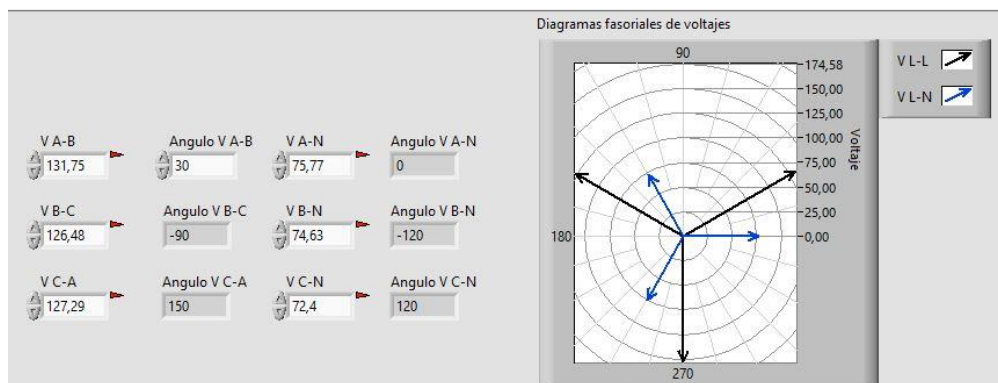 Diagramas fasoriales de voltajes
90
174,58
150,00
125,00
100,00
75,00
50,00
25,00
0,00
Voltaje
180
270
V L-L
V L-N
V A-B
Angulo V A-B
V A-N
Angulo V A-N
131,75
30
75,77
0
V B-C
Angulo V B-C
V B-N
Angulo V B-N
126,48
-90
74,63
-120
V C-A
Angulo V C-A
V C-N
Angulo V C-N
127,29
150
72,4
120